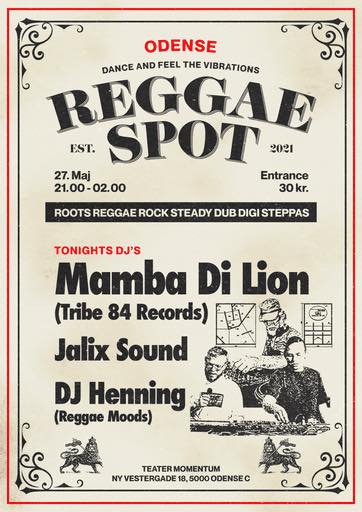 ODENSE
DANCE AND FEEL THE VIBRATIONS
REGGAE
EST. SPOT 2021
27. Maj Entrance
21.00 - 02.00 30 kr.
ROOTS REGGAE ROCK STEADY DUB DIGI STEPPAS
TONIGHTS DJ'S
Mamba Di Lion
(Tribe 84 Records)
Jalix Sound
DJ Henning
(Reggae Moods)
TEATER MOMENTUM
NY VESTERGADE 18, 5000 ODENSE C